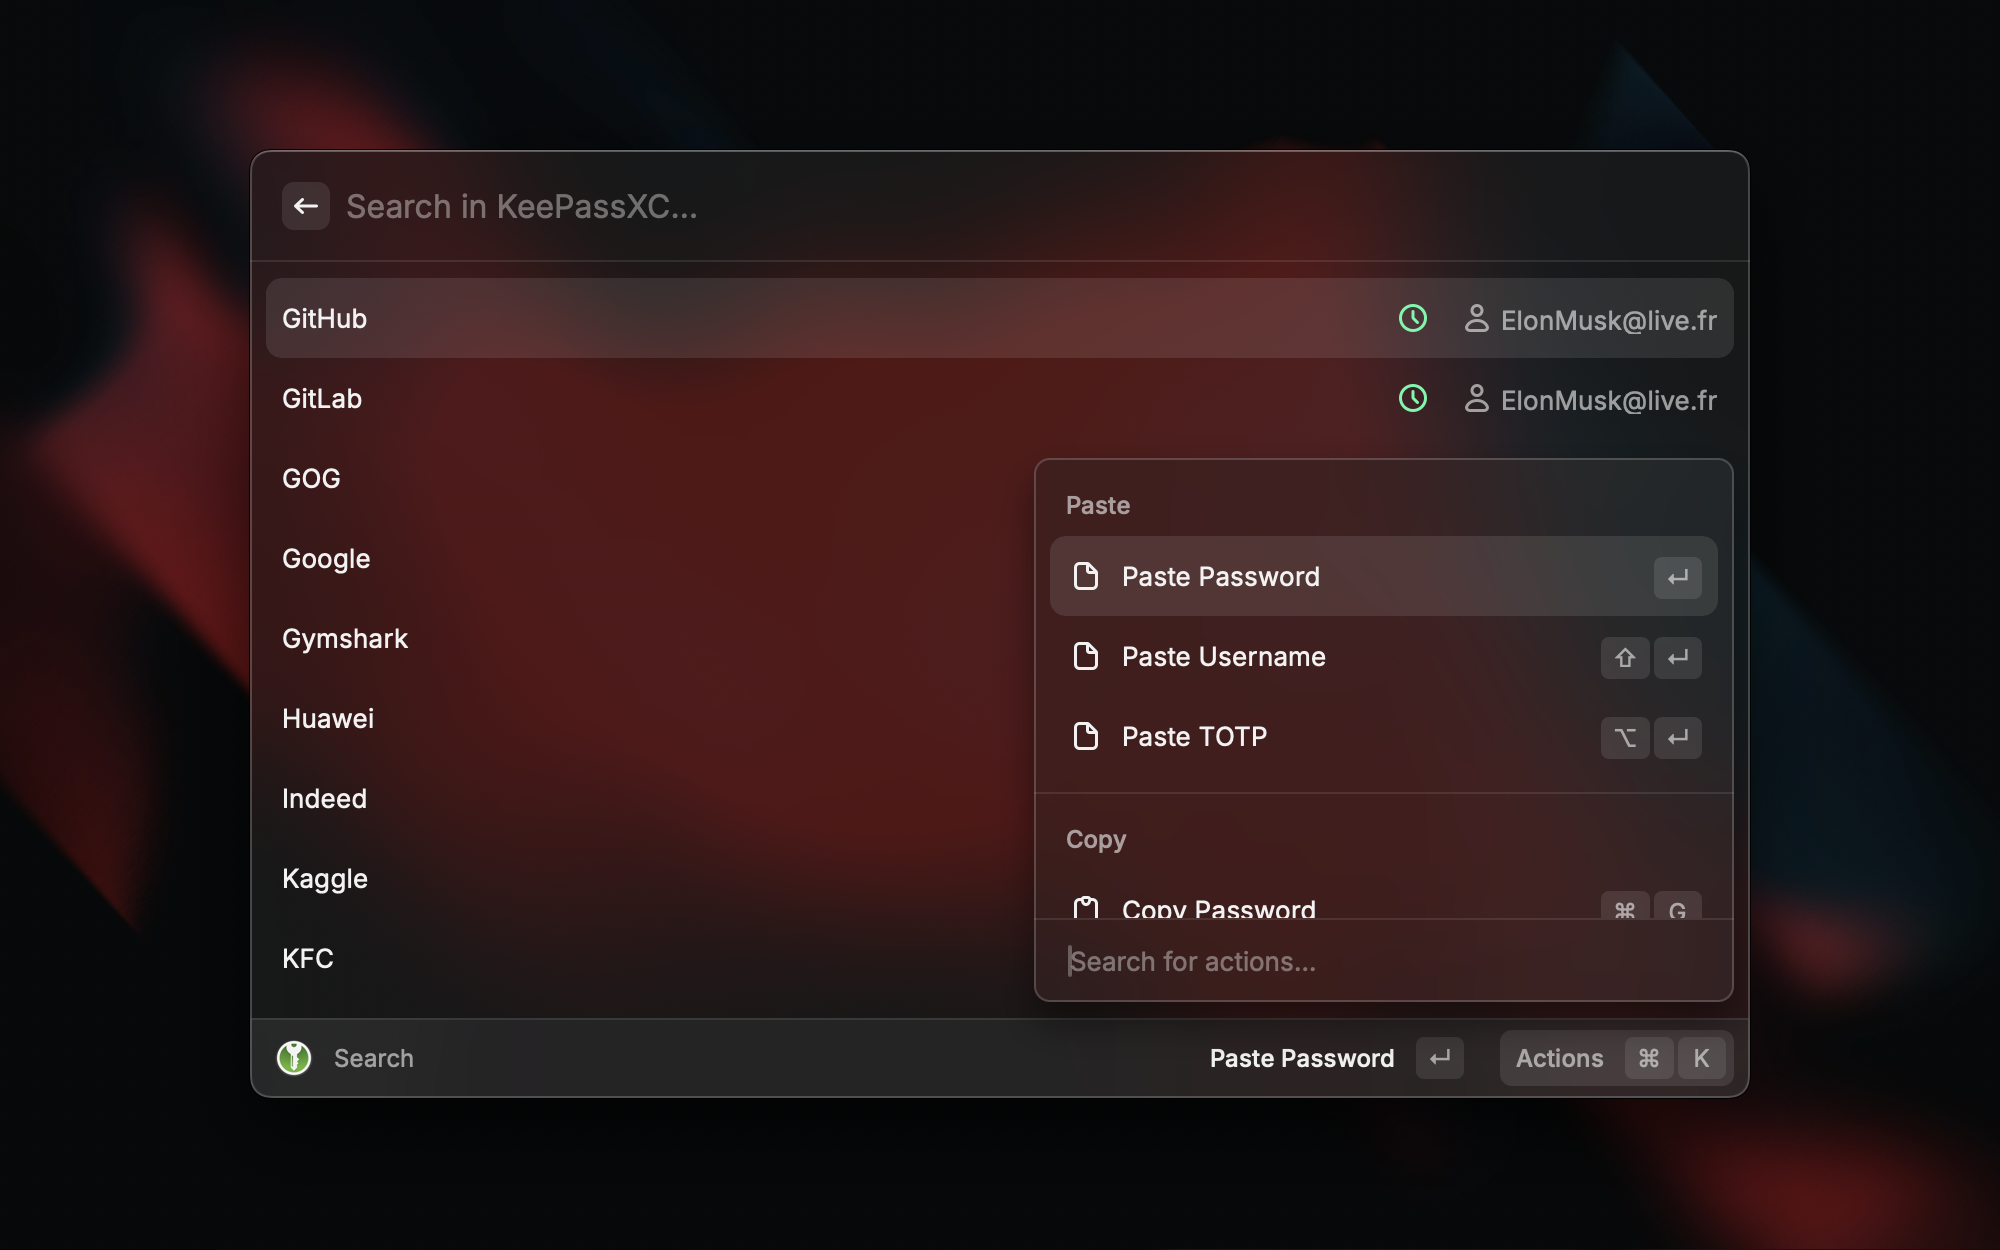 Search in KeePassXC...
GitHub ElonMusk@live.fr
GitLab ElonMusk@live.fr
GOG
Google
Gymshark
Huawei
Indeed
Kaggle
KFC
Paste
Paste Password ↵
Paste Username ⇧ ↵
Paste TOTP ⌥ ↵
Copy
Copy Password ⌘ G
Search for actions...
Search Paste Password ↵ Actions ⌘ K